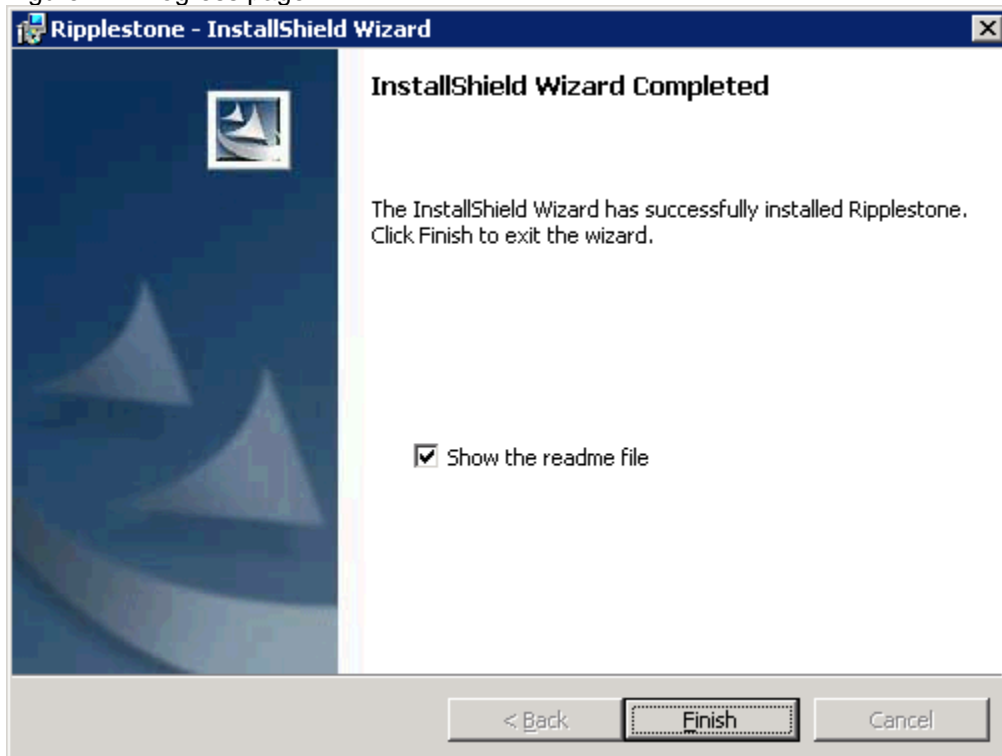 Ripplestone - InstallShield Wizard
InstallShield Wizard Completed
The InstallShield Wizard has successfully installed Ripplestone.
Click Finish to exit the wizard.
Show the readme file
< Back Finish Cancel